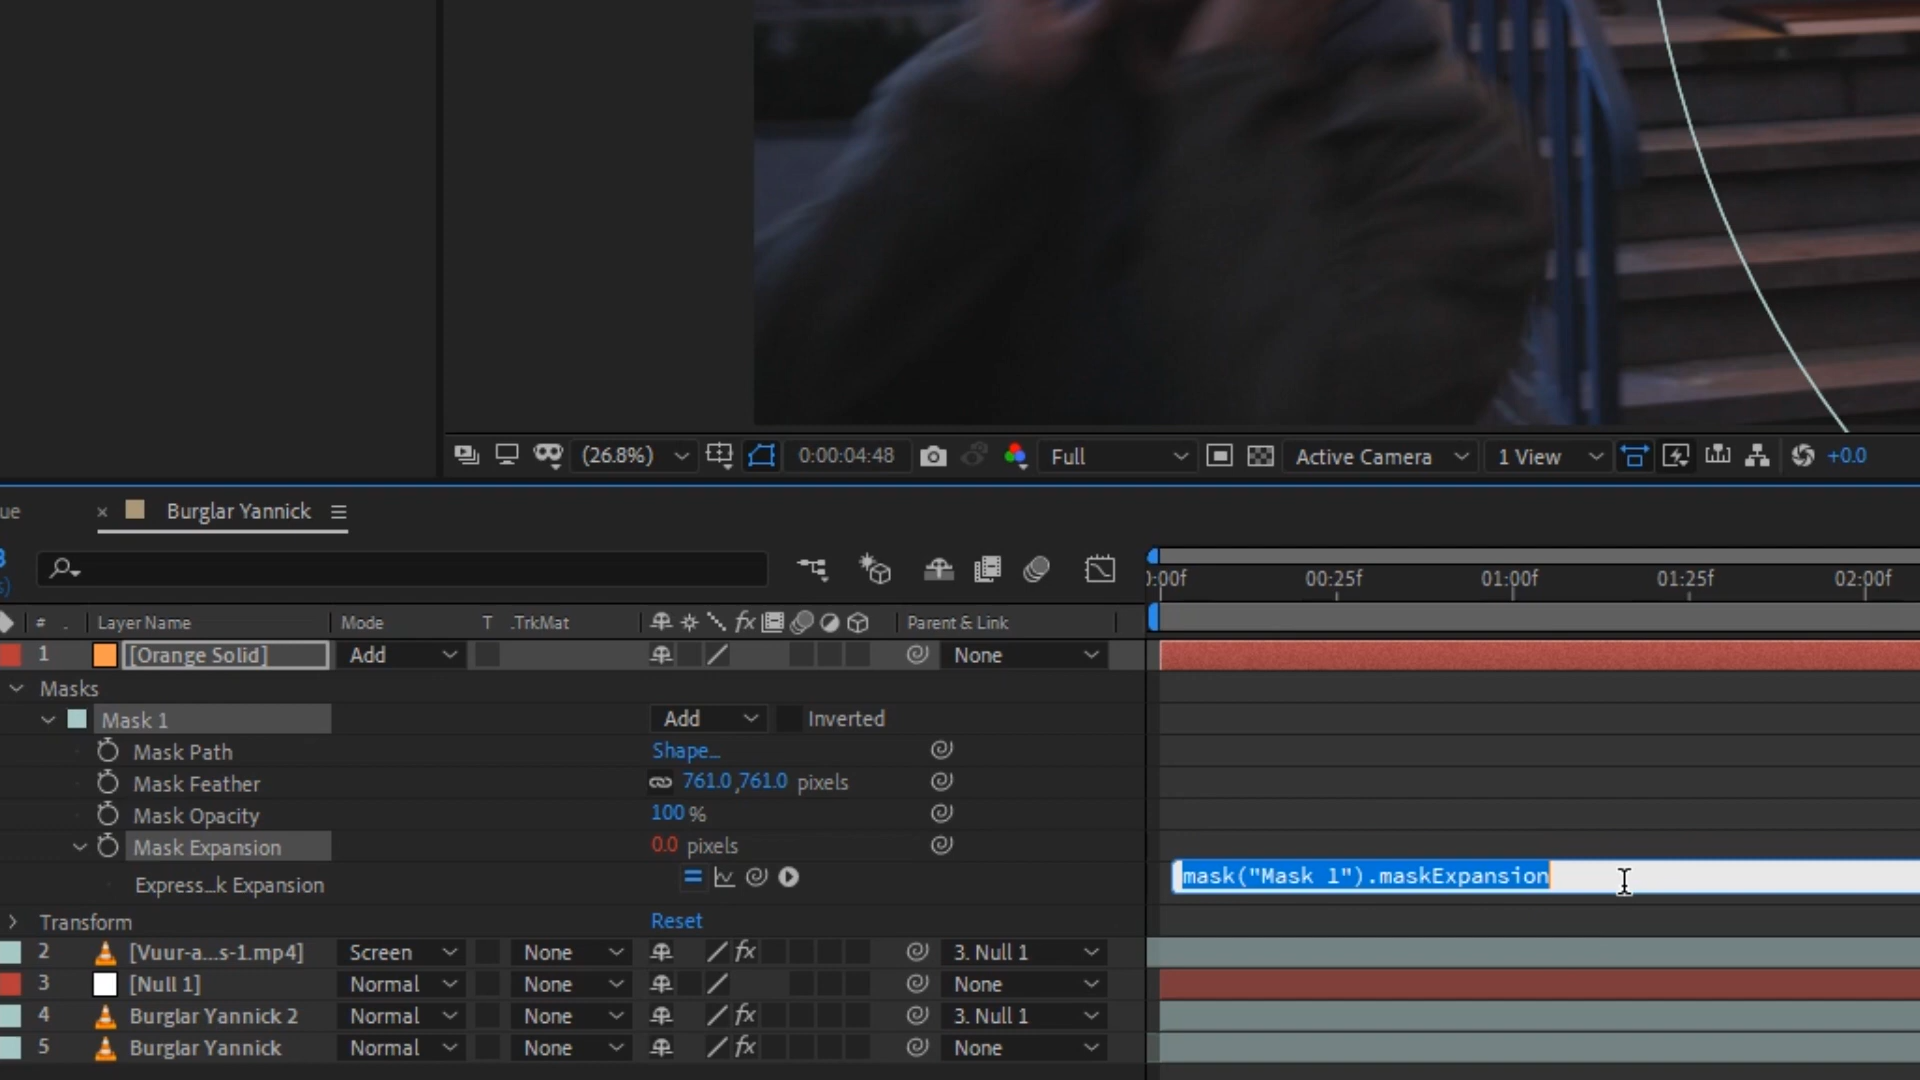 (26.8%) 0:00:04:48 Full Active Camera 1 View +0.0
ue × Burglar Yannick
:00f 00:25f 01:00f 01:25f 02:00f
# . Layer Name Mode T .TrkMat fx Parent & Link
1 [Orange Solid] Add None
Masks
Mask 1 Add Inverted
Mask Path Shape...
Mask Feather 761.0,761.0 pixels
Mask Opacity 100 %
Mask Expansion 0.0 pixels
Express...k Expansion mask("Mask 1").maskExpansion
Transform Reset
2 [Vuur-a...s-1.mp4] Screen None fx 3. Null 1
3 [Null 1] Normal None None
4 Burglar Yannick 2 Normal None fx 3. Null 1
5 Burglar Yannick Normal None fx None